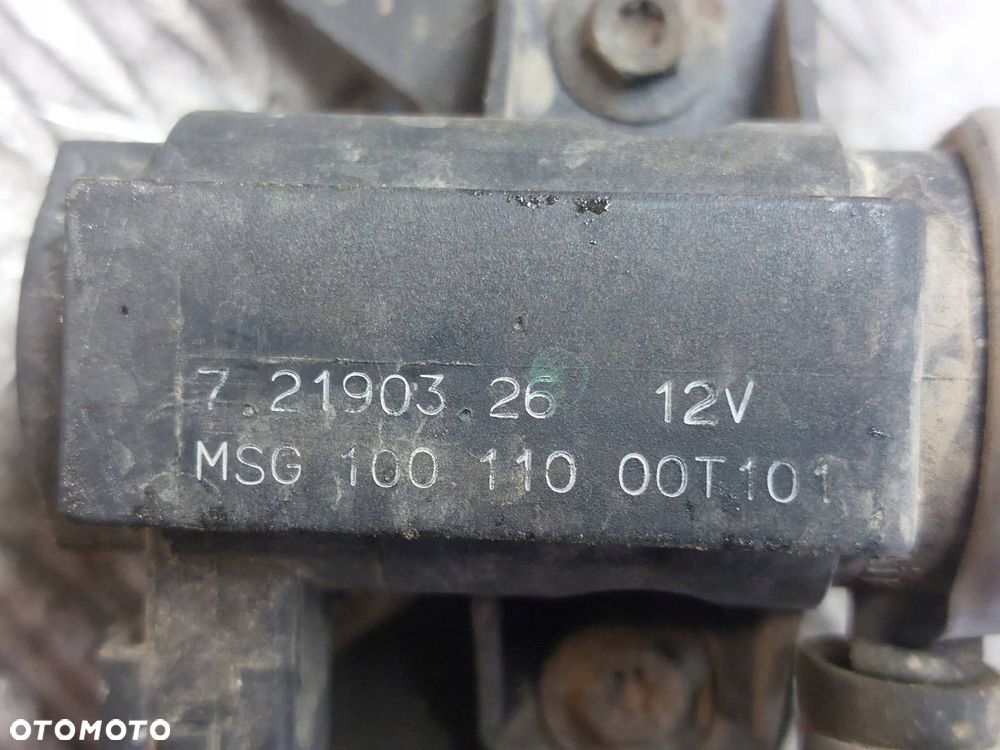 7.21903.26 12V
MSG 100 110 00T101
OTOMOTO